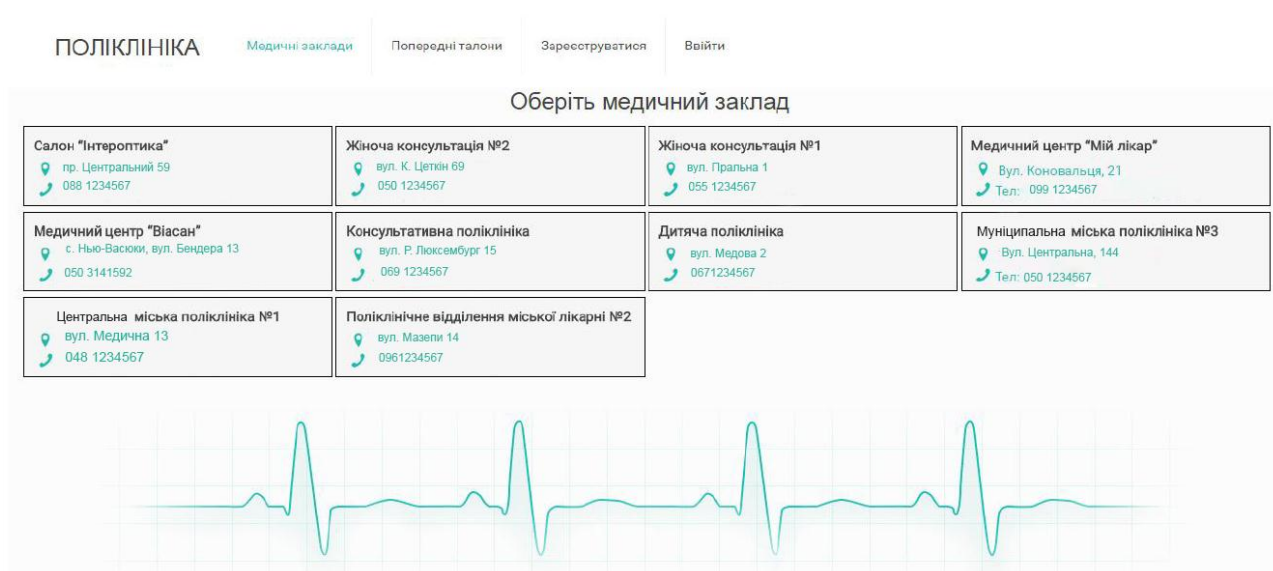 ПОЛІКЛІНІКА
Медичні заклади
Попередні талони
Зареєструватися
Ввійти
Оберіть медичний заклад
Салон "Інтероптика"
пр. Центральний 59
088 1234567
Жіноча консультація №2
вул. К. Цеткін 69
050 1234567
Жіноча консультація №1
вул. Пральна 1
055 1234567
Медичний центр "Мій лікар"
Вул. Коновальця, 21
Тел: 099 1234567
Медичний центр "Віасан"
с. Нью-Васюки, вул. Бендера 13
050 3141592
Консультативна поліклініка
вул. Р. Люксембург 15
069 1234567
Дитяча поліклініка
вул. Медова 2
0671234567
Муніципальна міська поліклініка №3
Вул. Центральна, 144
Тел: 050 1234567
Центральна міська поліклініка №1
вул. Медична 13
048 1234567
Поліклінічне відділення міської лікарні №2
вул. Мазепи 14
0961234567